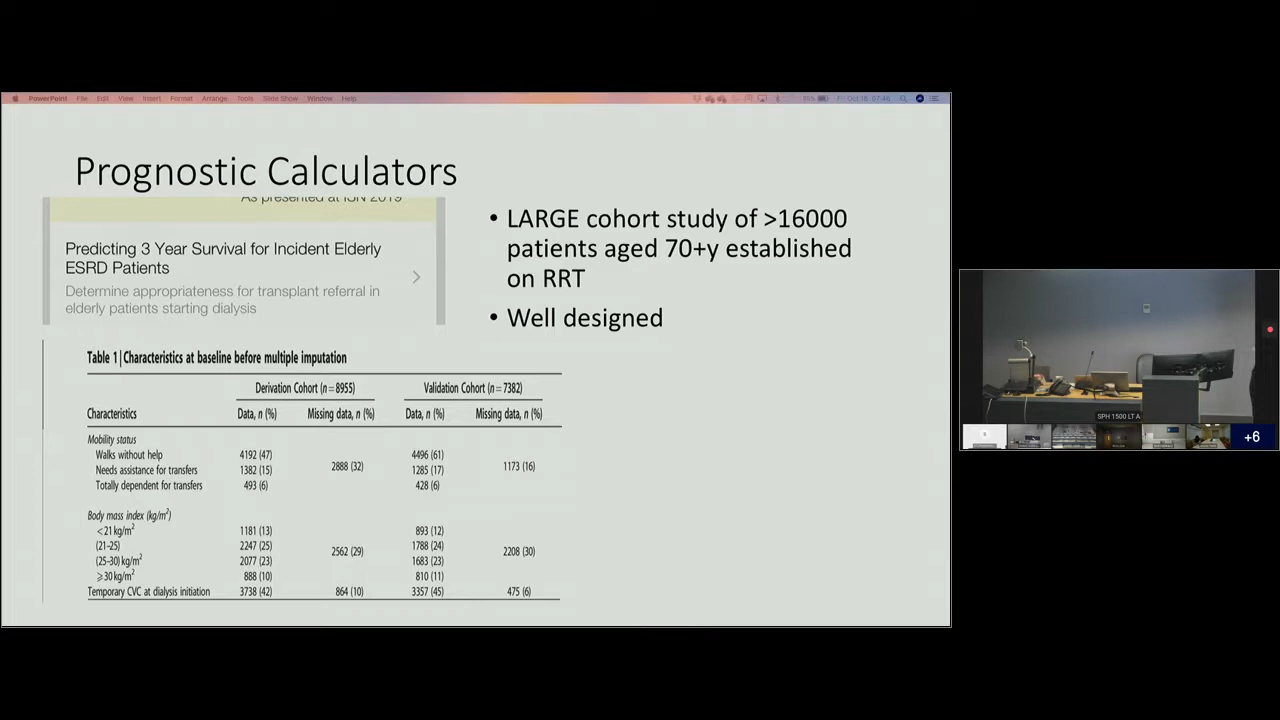 PowerPoint File Edit View Insert Format Arrange Tools Slide Show Window Help
Prognostic Calculators
As presented at ISN 2019
Predicting 3 Year Survival for Incident Elderly
ESRD Patients
Determine appropriateness for transplant referral in
elderly patients starting dialysis
• LARGE cohort study of >16000
patients aged 70+y established
on RRT
• Well designed
Table 1 | Characteristics at baseline before multiple imputation
Derivation Cohort (n=8955) Validation Cohort (n=7382)
Characteristics Data, n (%) Missing data, n (%) Data, n (%) Missing data, n (%)
Mobility status
Walks without help 4192 (47) 4496 (61)
2888 (32) 1173 (16)
Needs assistance for transfers 1382 (15) 1285 (17)
Totally dependent for transfers 493 (6) 428 (6)
Body mass index (kg/m²)
<21 kg/m² 1181 (13) 893 (12)
(21–25) 2247 (25) 1788 (24)
2562 (29) 2208 (30)
(25–30) kg/m² 2077 (23) 1683 (23)
⩾30 kg/m² 888 (10) 810 (11)
Temporary CVC at dialysis initiation 3738 (42) 864 (10) 3357 (45) 475 (6)
SPH 1500 LT A
+6